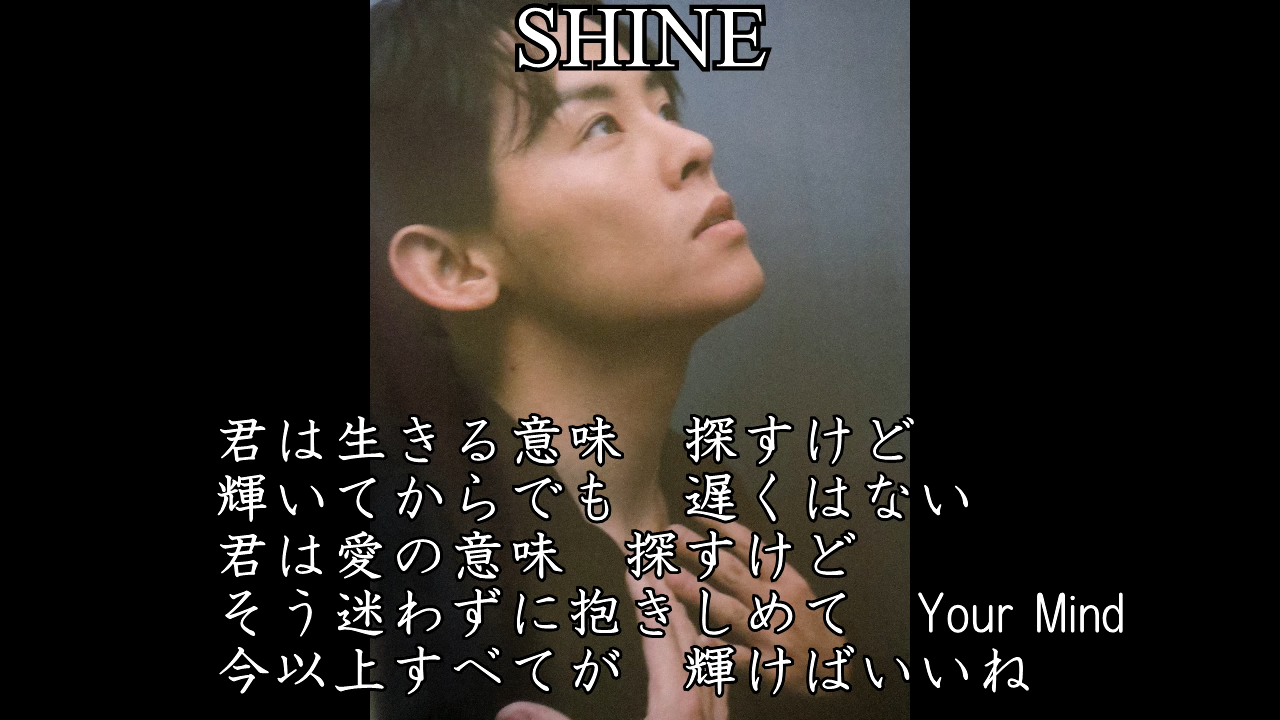 SHINE
君は生きる意味　探すけど
輝いてからでも　遅くはない
君は愛の意味　探すけど
そう迷わずに抱きしめて　Your Mind
今以上すべてが　輝けばいいね